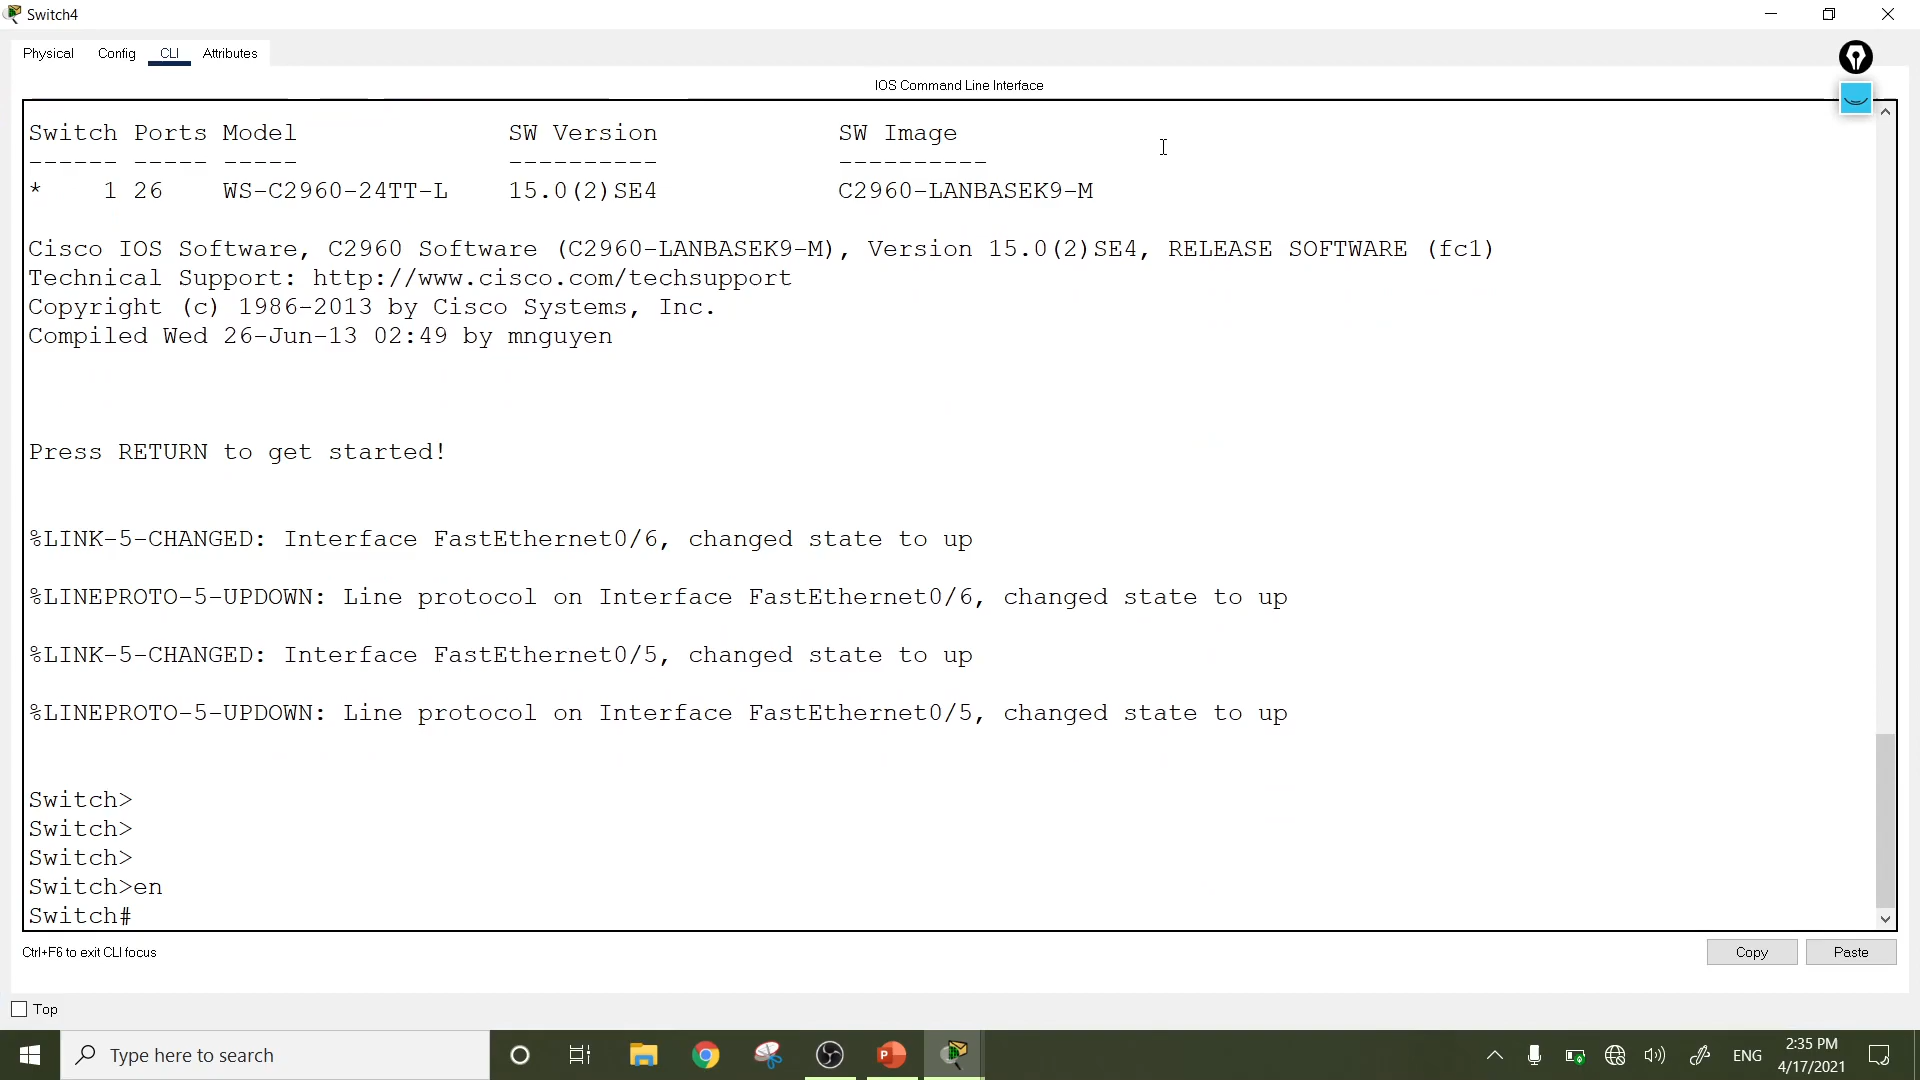 Switch4
Physical Config CLI Attributes
IOS Command Line Interface
Switch Ports Model SW Version SW Image
------ ----- ----- ---------- ----------
* 1 26 WS-C2960-24TT-L 15.0(2)SE4 C2960-LANBASEK9-M
Cisco IOS Software, C2960 Software (C2960-LANBASEK9-M), Version 15.0(2)SE4, RELEASE SOFTWARE (fc1)
Technical Support: http://www.cisco.com/techsupport
Copyright (c) 1986-2013 by Cisco Systems, Inc.
Compiled Wed 26-Jun-13 02:49 by mnguyen
Press RETURN to get started!
%LINK-5-CHANGED: Interface FastEthernet0/6, changed state to up
%LINEPROTO-5-UPDOWN: Line protocol on Interface FastEthernet0/6, changed state to up
%LINK-5-CHANGED: Interface FastEthernet0/5, changed state to up
%LINEPROTO-5-UPDOWN: Line protocol on Interface FastEthernet0/5, changed state to up
Switch>
Switch>
Switch>
Switch>en
Switch#
Ctrl+F6 to exit CLI focus
Copy Paste
Top
Type here to search
ENG
2:35 PM
4/17/2021